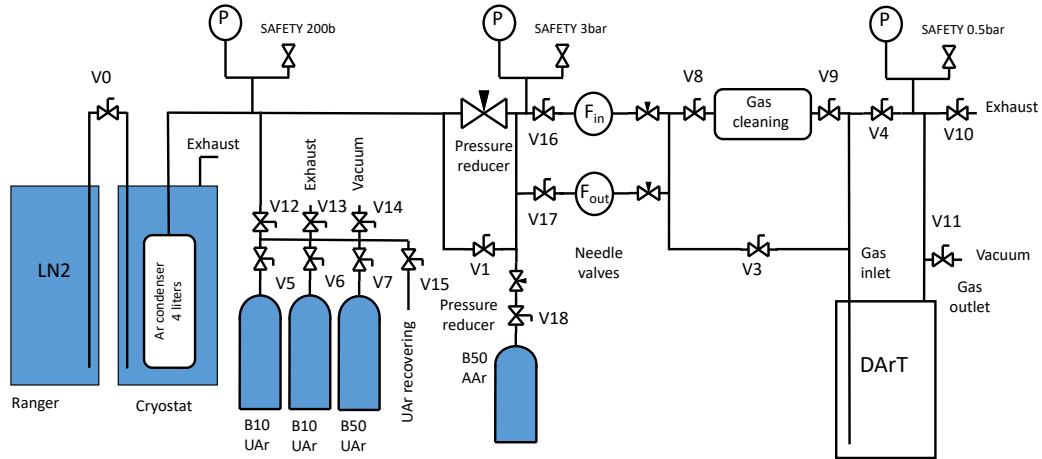 P
SAFETY 200b
P
SAFETY 3bar
P
SAFETY 0.5bar
V0
V8
V9
F_in
Gas
cleaning
Exhaust
V16
V4
V10
Pressure
reducer
Exhaust
Exhaust
Vacuum
F_out
V12
V13
V14
V17
V11
LN2
Ar condenser
4 liters
V1
Needle
valves
V3
Gas
inlet
Vacuum
V5
V6
V7
V15
Gas
outlet
Pressure
reducer
V18
UAr recovering
B50
AAr
DArT
Ranger
Cryostat
B10
UAr
B10
UAr
B50
UAr